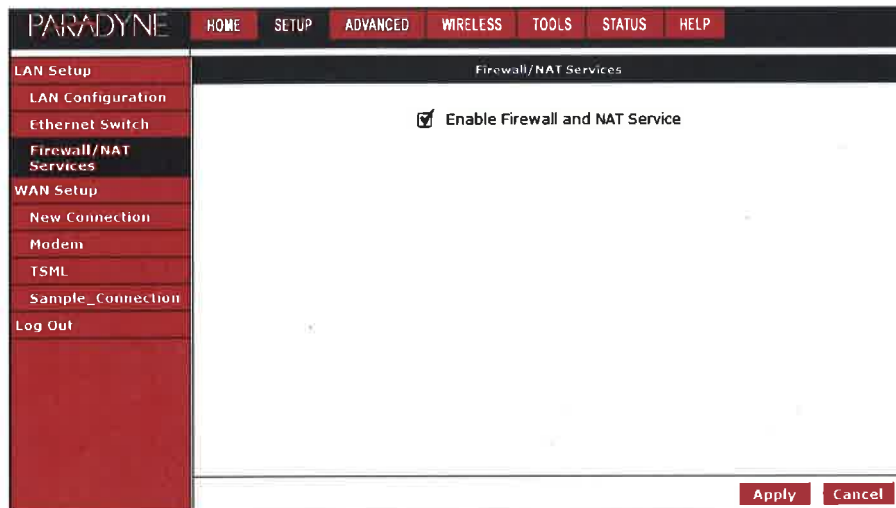 PARADYNE
HOME SETUP ADVANCED WIRELESS TOOLS STATUS HELP
LAN Setup
LAN Configuration
Ethernet Switch
Firewall/NAT
Services
WAN Setup
New Connection
Modem
TSML
Sample_Connection
Log Out
Firewall/NAT Services
Enable Firewall and NAT Service
Apply Cancel